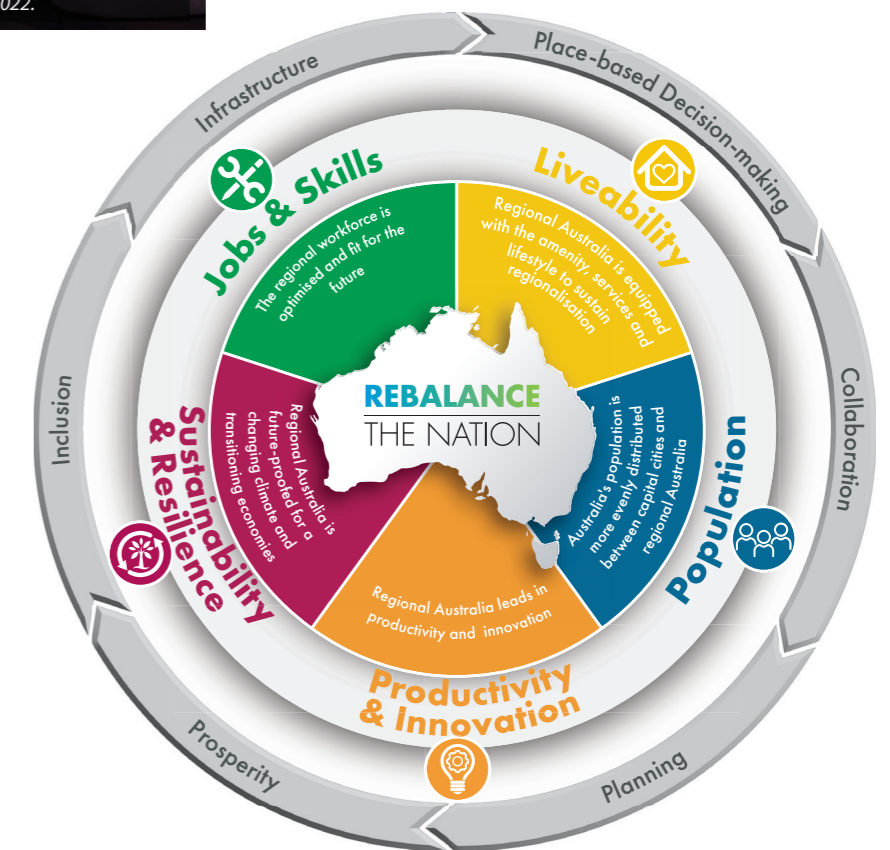 022.
Infrastructure
Place-based Decision-making
Collaboration
Planning
Prosperity
Inclusion
Jobs & Skills
The regional workforce is
optimised and fit for the
future
Liveability
Regional Australia is equipped
with the amenity, services and
lifestyle to sustain
regionalisation
Population
Australia's population is
more evenly distributed
between capital cities and
regional Australia
Productivity
& Innovation
Regional Australia leads in
productivity and innovation
Sustainability
& Resilience
Regional Australia is
future-proofed for a
changing climate and
transitioning economies
REBALANCE
THE NATION